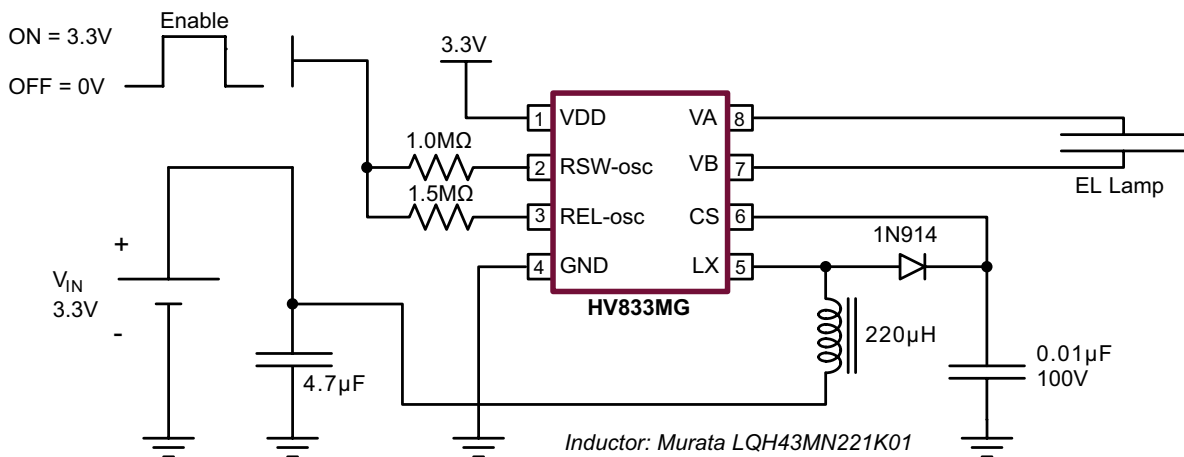 Enable
ON = 3.3V
OFF = 0V
3.3V
1.0MΩ
1.5MΩ
1 VDD
2 RSW-osc
3 REL-osc
4 GND
VA 8
VB 7
CS 6
LX 5
HV833MG
EL Lamp
1N914
+
VIN
3.3V
-
4.7µF
220µH
0.01µF
100V
Inductor: Murata LQH43MN221K01